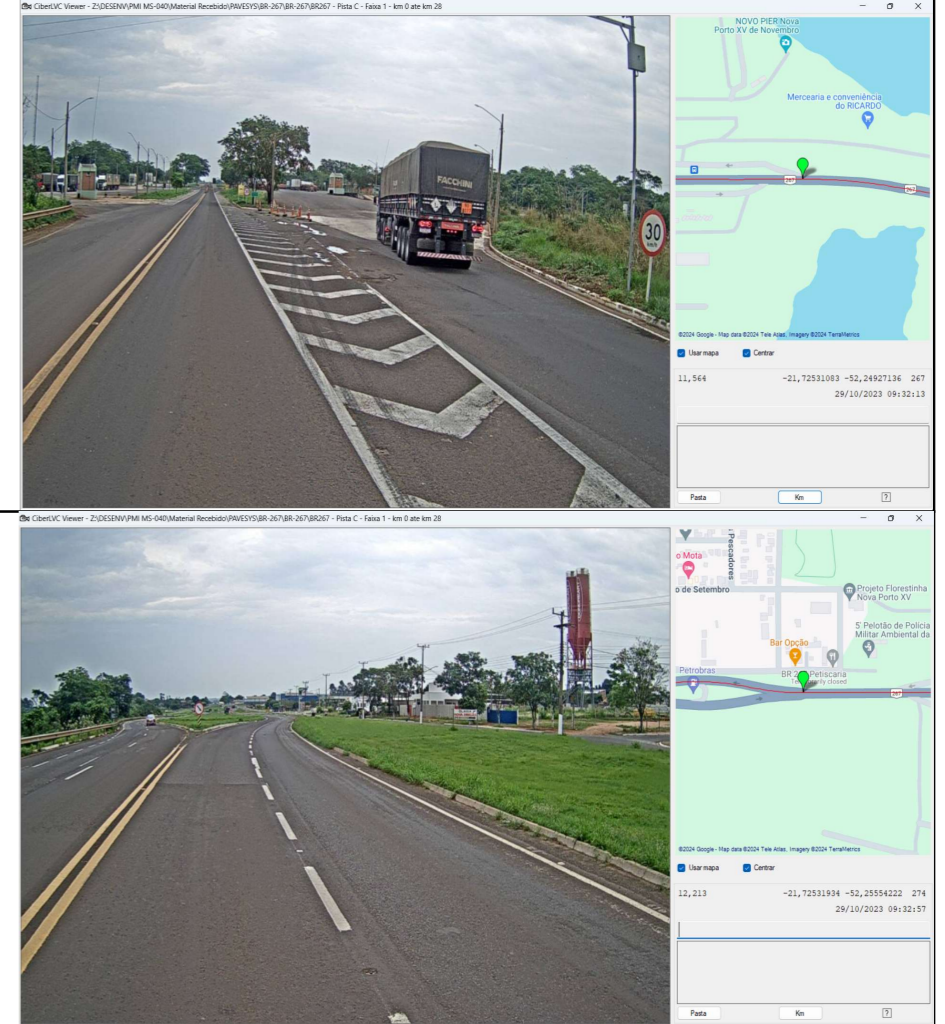 CiberLVC Viewer - Z:\DESENV\PMI MS-040\Material Recebido\PAVESYS\BR-267\BR-267\BR267 - Pista C - Faixa 1 - km 0 ate km 28
FACCHINI
30
km/h
NOVO PIER Nova
Porto XV de Novembro
Mercearia e conveniência
do RICARDO
267
267
©2024 Google - Map data ©2024 Tele Atlas, Imagery ©2024 TerraMetrics
Usar mapa Centrar
11,564 -21,72531083 -52,24927136 267
29/10/2023 09:32:13
Pasta Km ?
CiberLVC Viewer - Z:\DESENV\PMI MS-040\Material Recebido\PAVESYS\BR-267\BR-267\BR267 - Pista C - Faixa 1 - km 0 ate km 28
Pescadores
o Mota
o de Setembro
Projeto Florestinha
Nova Porto XV
5° Pelotão de Polícia
Militar Ambiental da
Bar Opção
Petrobras
BR 2 Petiscaria
closed
267
©2024 Google - Map data ©2024 Tele Atlas, Imagery ©2024 TerraMetrics
Usar mapa Centrar
12,213 -21,72531934 -52,25554222 274
29/10/2023 09:32:57
Pasta Km ?